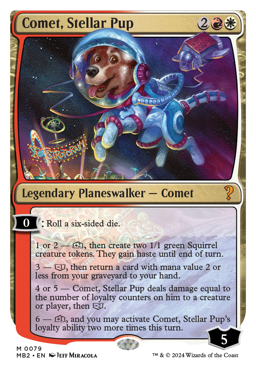 Comet, Stellar Pup 2
Legendary Planeswalker — Comet
0 : Roll a six-sided die.
1 or 2 — , then create two 1/1 green Squirrel
creature tokens. They gain haste until end of turn.
3 — , then return a card with mana value 2 or
less from your graveyard to your hand.
4 or 5 — Comet, Stellar Pup deals damage equal to
the number of loyalty counters on him to a creature
or player, then .
6 — , and you may activate Comet, Stellar Pup's
loyalty ability two more times this turn.
5
M 0079
MB2 • EN Jeff Miracola
™ & © 2024 Wizards of the Coast